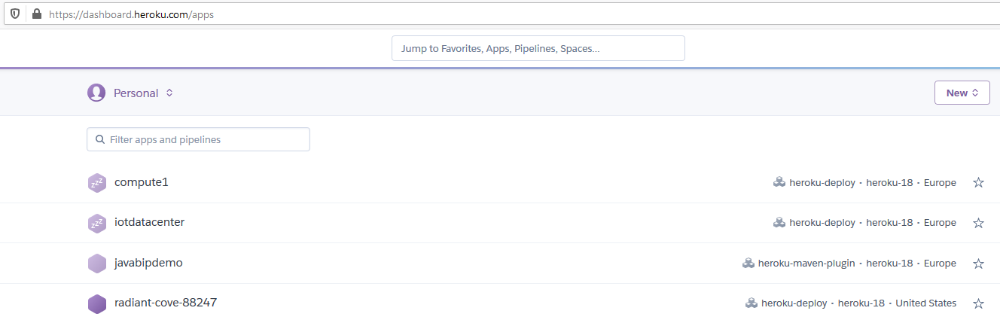 https://dashboard.heroku.com/apps
Jump to Favorites, Apps, Pipelines, Spaces...
Personal
New
Filter apps and pipelines
zzz compute1 heroku-deploy · heroku-18 · Europe
zzz iotdatacenter heroku-deploy · heroku-18 · Europe
javabipdemo heroku-maven-plugin · heroku-18 · Europe
radiant-cove-88247 heroku-deploy · heroku-18 · United States